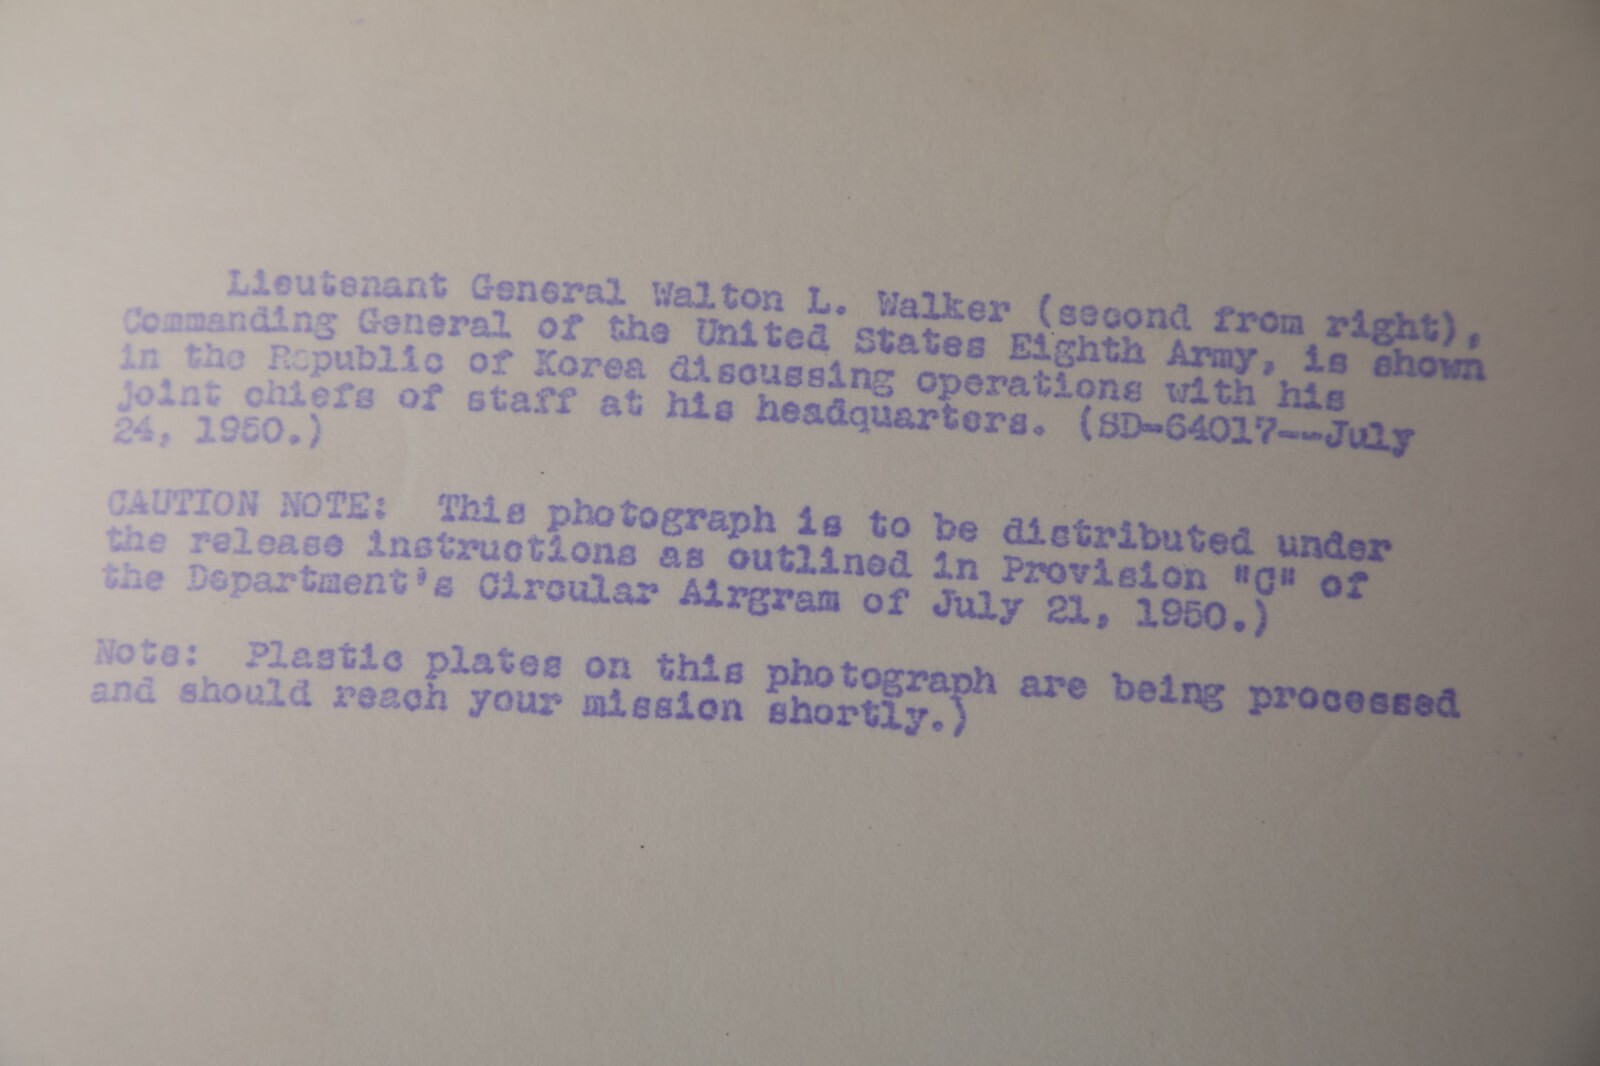 Lieutenant General Walton L. Walker (second from right),
Commanding General of the United States Eighth Army, is shown
in the Republic of Korea discussing operations with his
joint chiefs of staff at his headquarters. (SD-64017--July
24, 1950.)
CAUTION NOTE: This photograph is to be distributed under
the release instructions as outlined in Provision "C" of
the Department's Circular Airgram of July 21, 1950.)
Note: Plastic plates on this photograph are being processed
and should reach your mission shortly.)